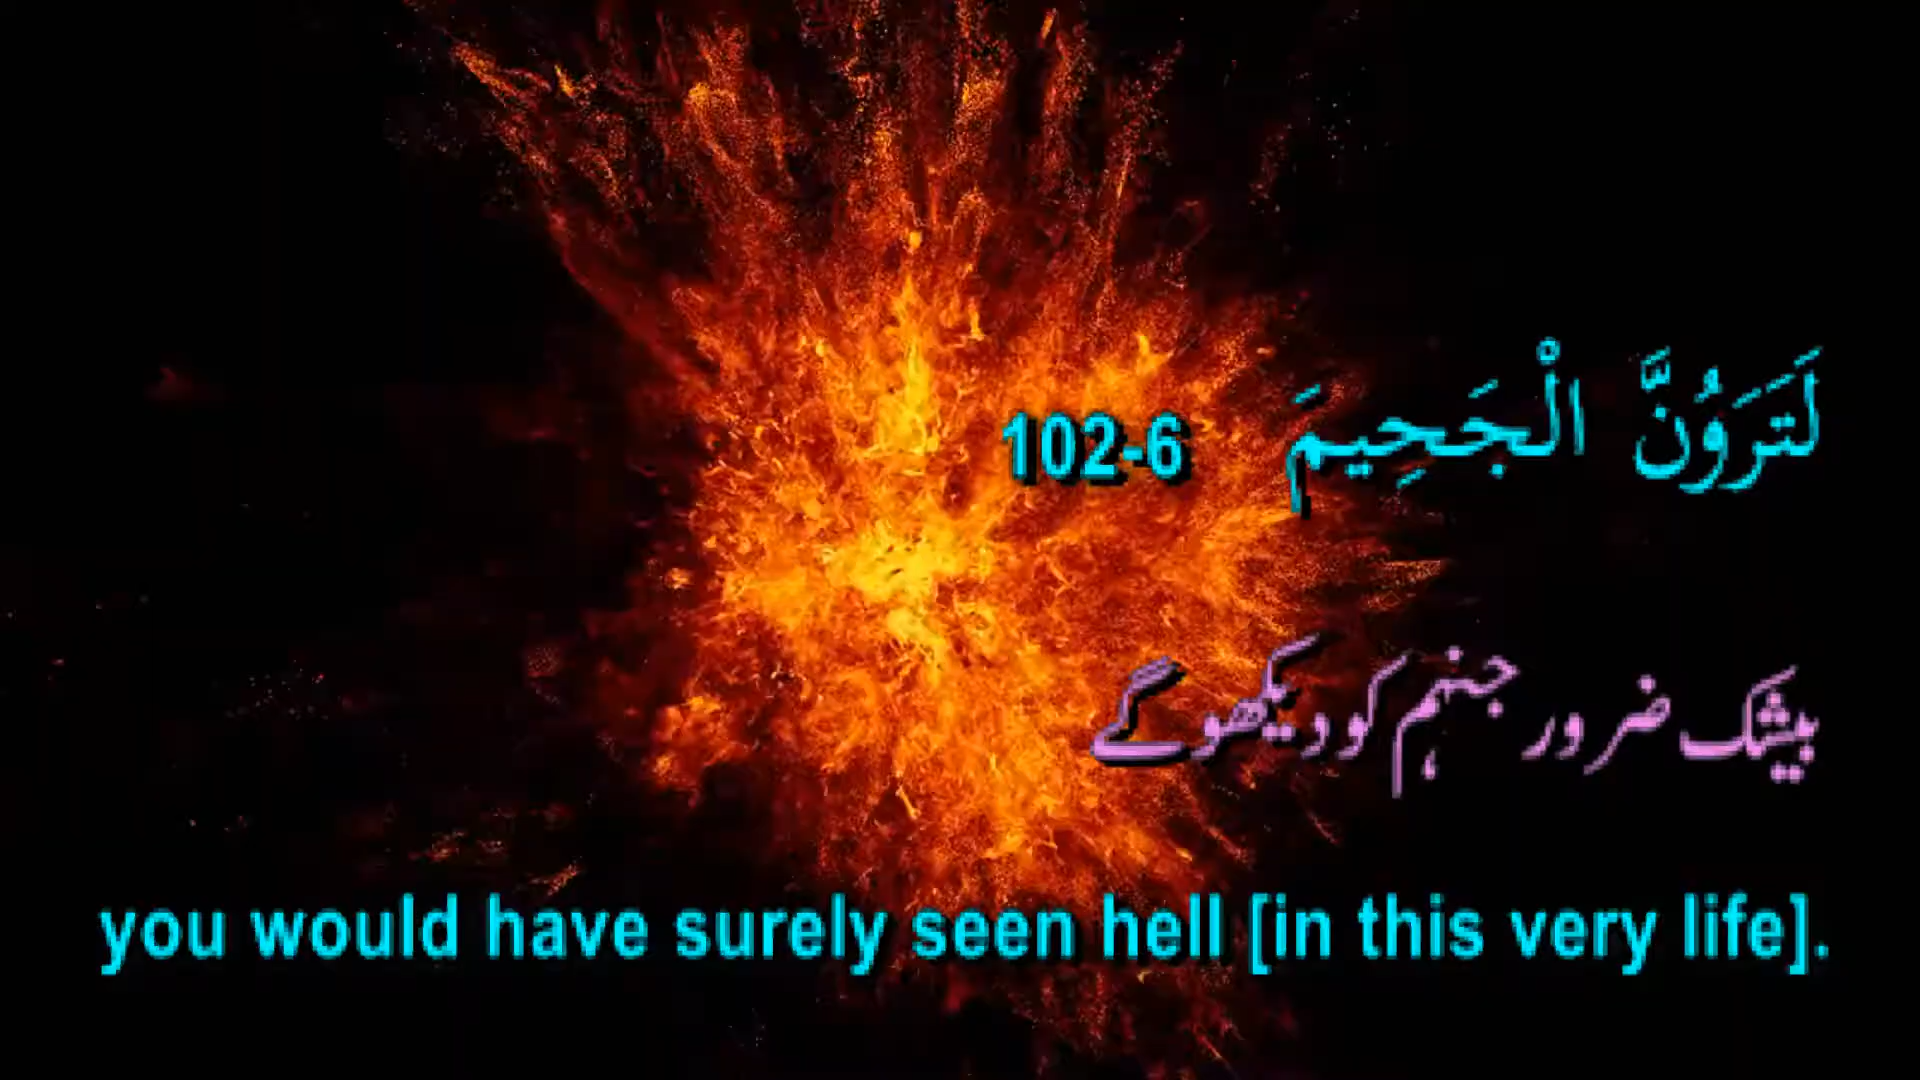 لَتَرَوُنَّ الْجَحِيمَ 102-6
بیشک ضرور جنہم کو دیکھو گے
you would have surely seen hell [in this very life].